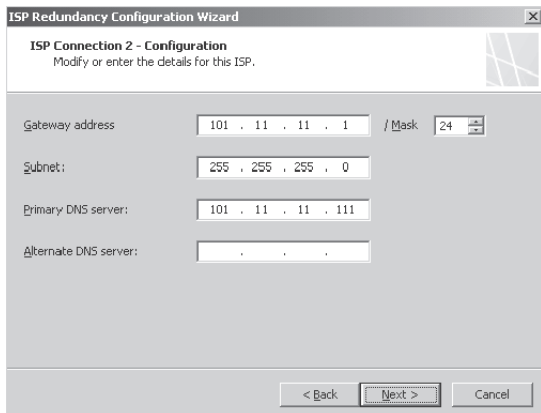 ISP Redundancy Configuration Wizard
ISP Connection 2 - Configuration
Modify or enter the details for this ISP.
Gateway address 101 . 11 . 11 . 1 / Mask 24
Subnet: 255 . 255 . 255 . 0
Primary DNS server: 101 . 11 . 11 . 111
Alternate DNS server: . . .
< Back Next > Cancel